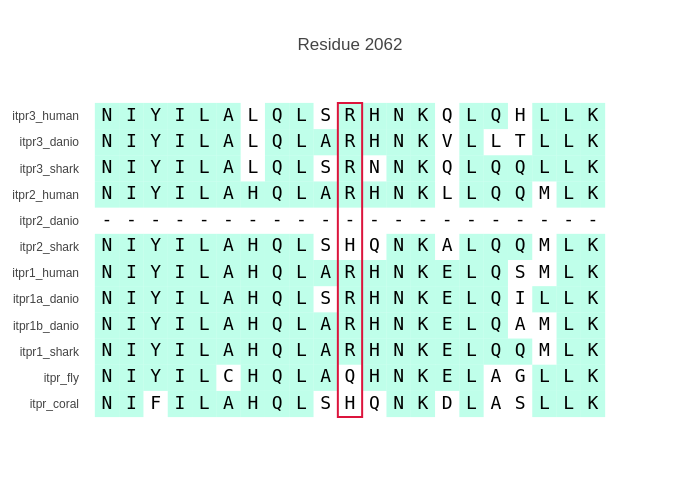 Residue 2062
itpr3_human N I Y I L A L Q L S R H N K Q L Q H L L K
itpr3_danio N I Y I L A L Q L A R H N K V L L T L L K
itpr3_shark N I Y I L A L Q L S R N N K Q L Q Q L L K
itpr2_human N I Y I L A H Q L A R H N K L L Q Q M L K
itpr2_danio - - - - - - - - - - - - - - - - - - - - -
itpr2_shark N I Y I L A H Q L S H Q N K A L Q Q M L K
itpr1_human N I Y I L A H Q L A R H N K E L Q S M L K
itpr1a_danio N I Y I L A H Q L S R H N K E L Q I L L K
itpr1b_danio N I Y I L A H Q L A R H N K E L Q A M L K
itpr1_shark N I Y I L A H Q L A R H N K E L Q Q M L K
itpr_fly N I Y I L C H Q L A Q H N K E L A G L L K
itpr_coral N I F I L A H Q L S H Q N K D L A S L L K